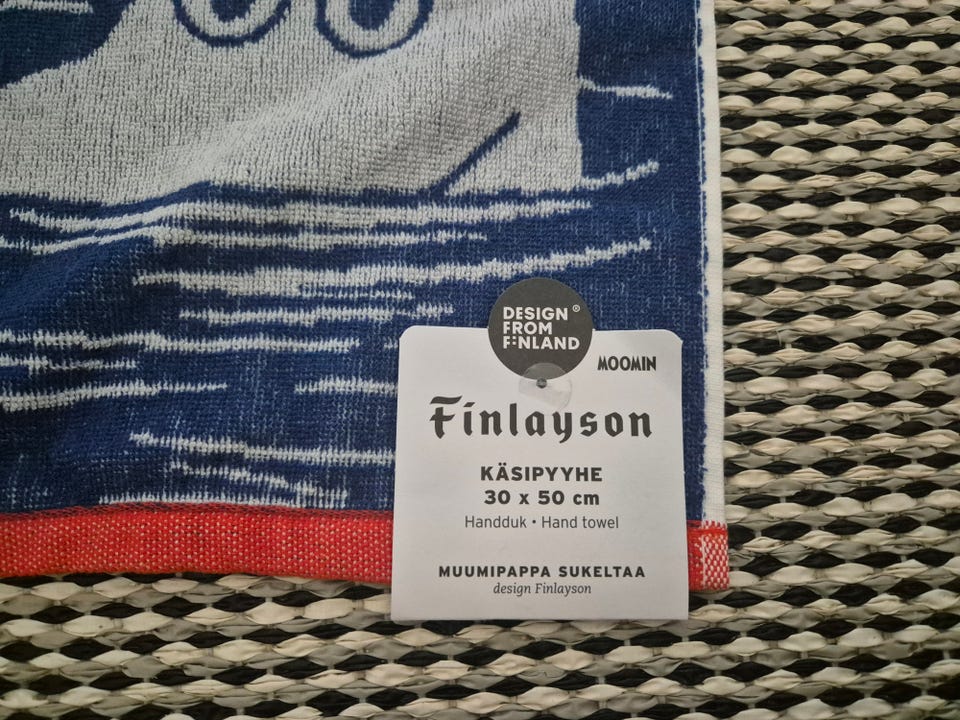 DESIGN ®
FROM
FINLAND
MOOMIN
Finlayson
KÄSIPYYHE
30 x 50 cm
Handduk • Hand towel
MUUMIPAPPA SUKELTAA
design Finlayson